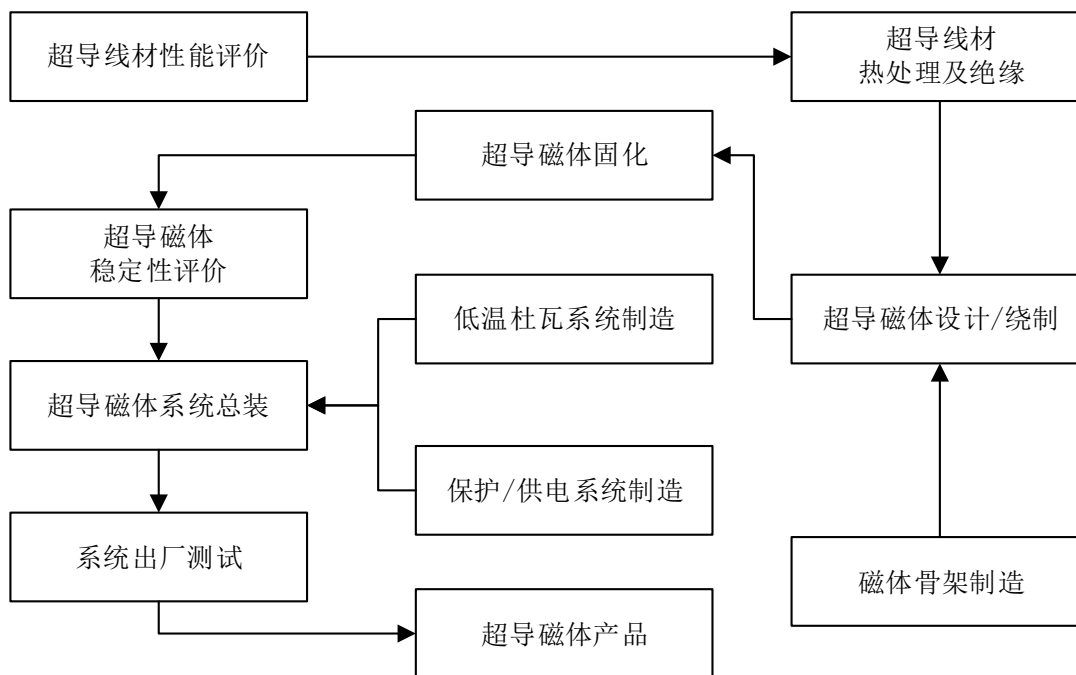 超导线材性能评价
超导线材
热处理及绝缘
超导磁体固化
超导磁体
稳定性评价
低温杜瓦系统制造
超导磁体设计/绕制
超导磁体系统总装
保护/供电系统制造
系统出厂测试
磁体骨架制造
超导磁体产品